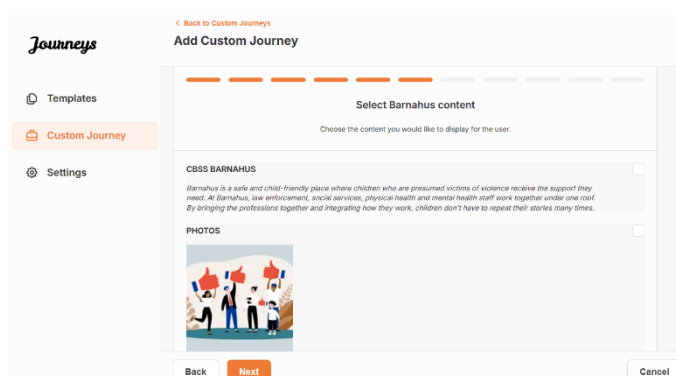 < Back to Custom Journeys
Journeys
Add Custom Journey
Templates
Custom Journey
Settings
Select Barnahus content
Choose the content you would like to display for the user.
CBSS BARNAHUS
Barnahus is a safe and child-friendly place where children who are presumed victims of violence receive the support they
need. At Barnahus, law enforcement, social services, physical health and mental health staff work together under one roof.
By bringing the professions together and integrating how they work, children don't have to repeat their stories many times.
PHOTOS
Back
Next
Cancel